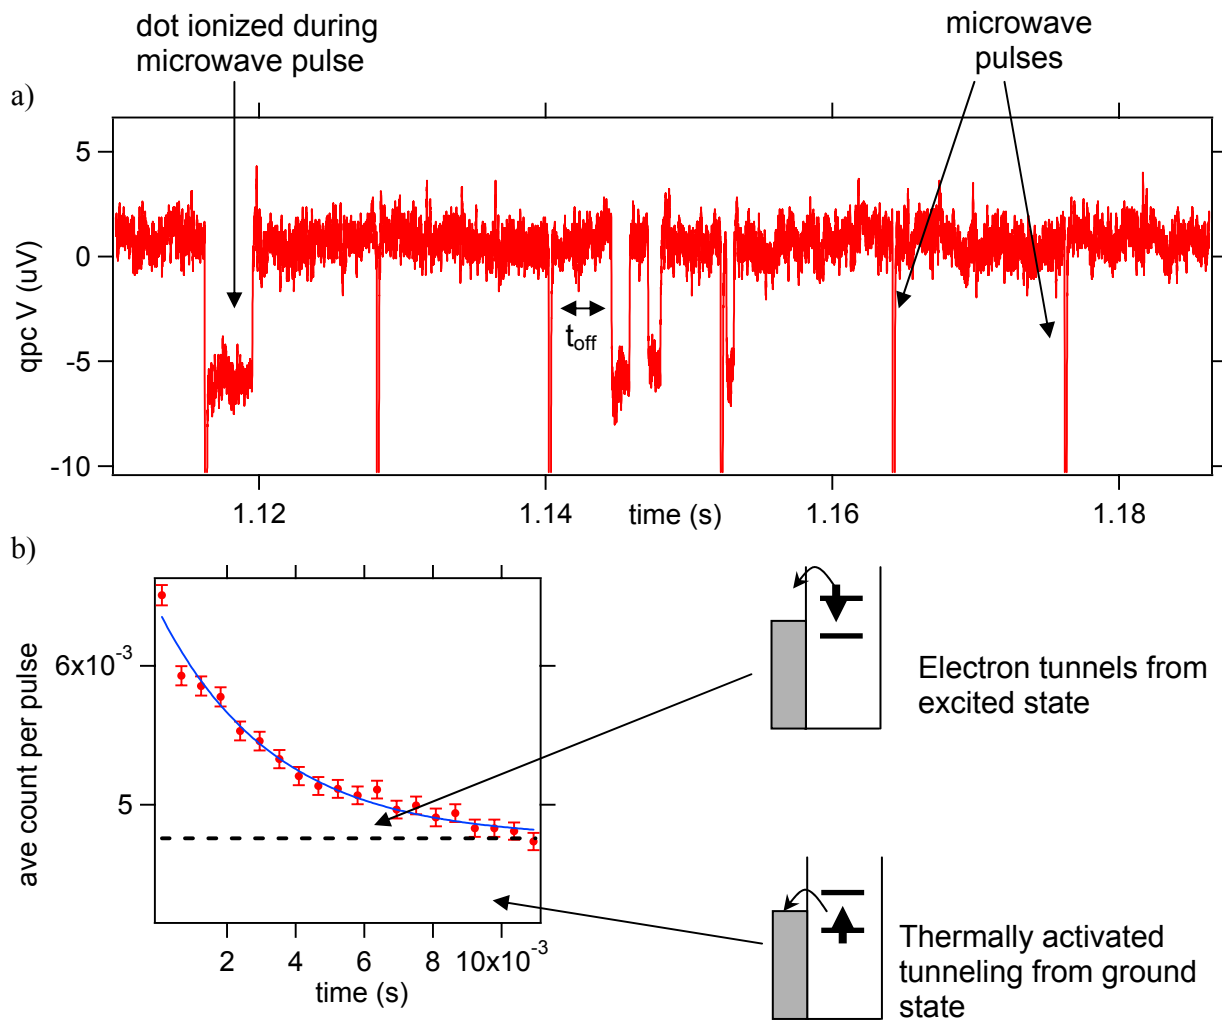 dot ionized during
microwave pulse
microwave
pulses
a)
5
0
-5
-10
qpc V (uV)
t_off
1.12
1.14
1.16
1.18
time (s)
b)
6x10⁻³
5
ave count per pulse
2
4
6
8
10x10⁻³
time (s)
Electron tunnels from
excited state
Thermally activated
tunneling from ground
state